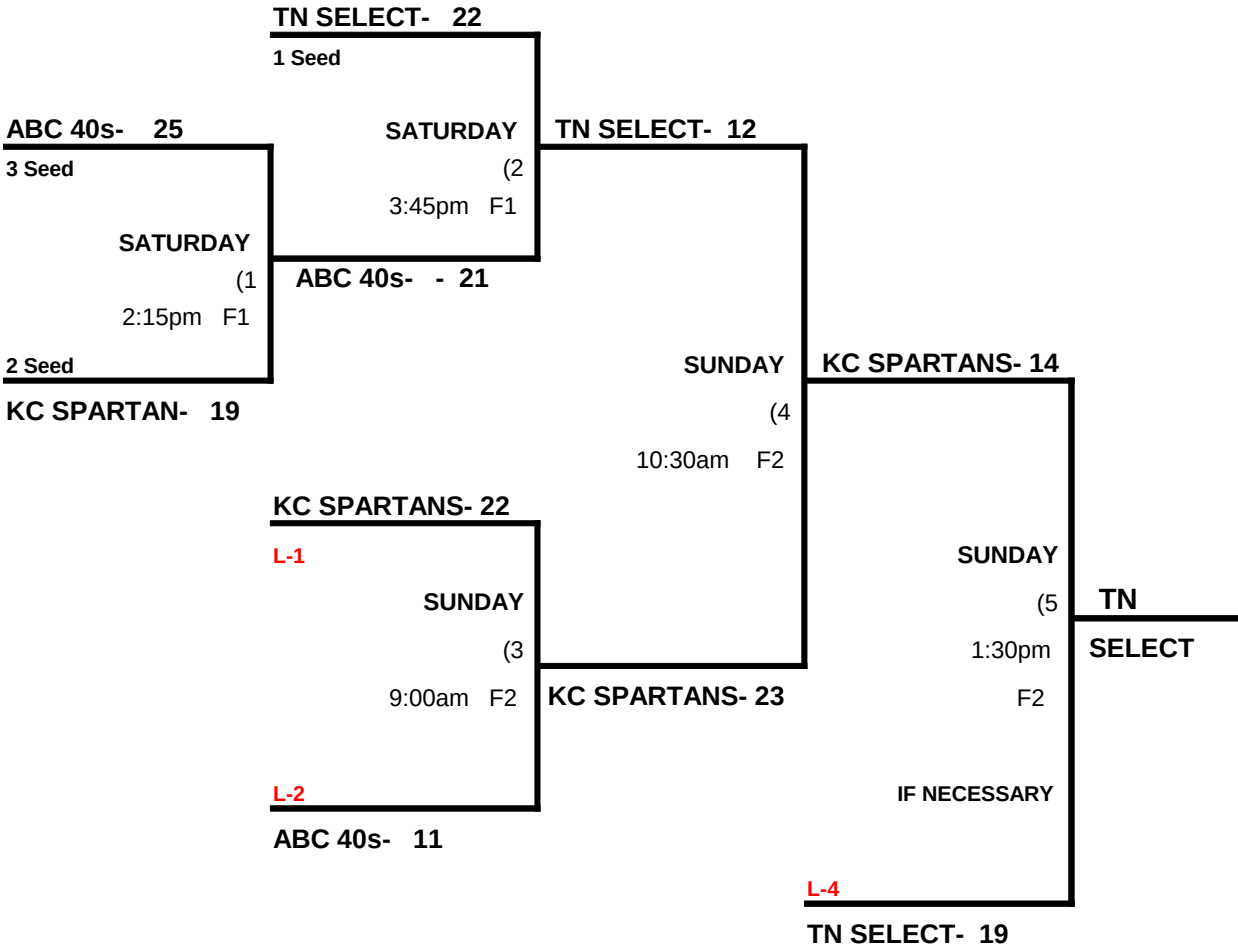 TN SELECT-   22
1 Seed
ABC 40s-    25
SATURDAY
TN SELECT-  12
3 Seed
(2
3:45pm   F1
SATURDAY
(1
ABC 40s-   -  21
2:15pm   F1
2 Seed
SUNDAY
KC SPARTANS- 14
KC SPARTAN-   19
(4
10:30am    F2
KC SPARTANS- 22
L-1
SUNDAY
SUNDAY
(5
TN
(3
1:30pm
SELECT
9:00am   F2
KC SPARTANS- 23
F2
L-2
IF NECESSARY
ABC 40s-   11
L-4
TN SELECT-  19